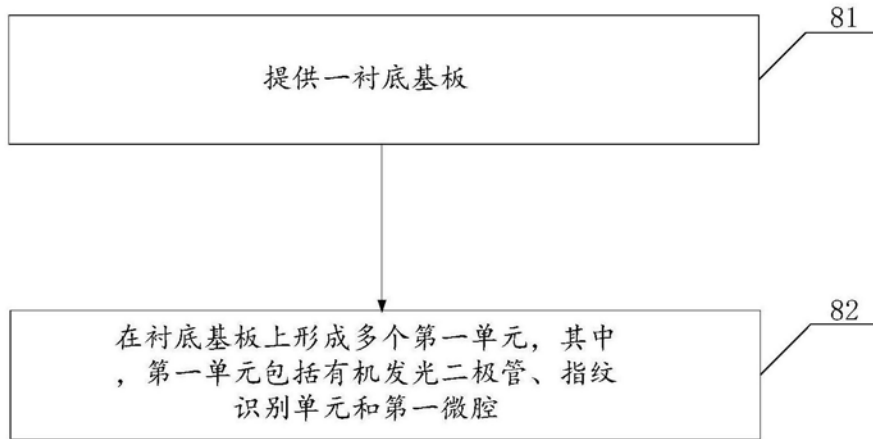 81
提供一衬底基板
82
在衬底基板上形成多个第一单元，其中
，第一单元包括有机发光二极管、指纹
识别单元和第一微腔